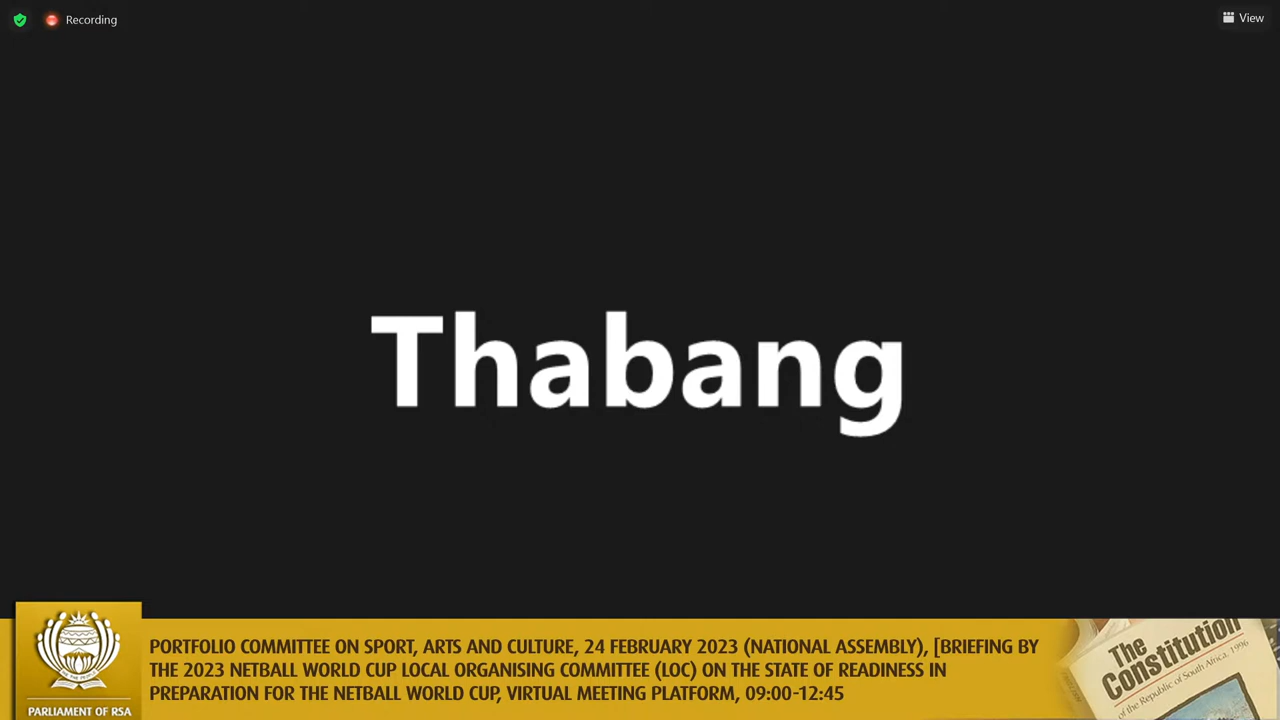 Recording
View
Thabang
PORTFOLIO COMMITTEE ON SPORT, ARTS AND CULTURE, 24 FEBRUARY 2023 (NATIONAL ASSEMBLY), [BRIEFING BY
THE 2023 NETBALL WORLD CUP LOCAL ORGANISING COMMITTEE (LOC) ON THE STATE OF READINESS IN
PREPARATION FOR THE NETBALL WORLD CUP, VIRTUAL MEETING PLATFORM, 09:00-12:45
PARLIAMENT OF RSA
The
Constitution
of the Republic of South Africa, 1996